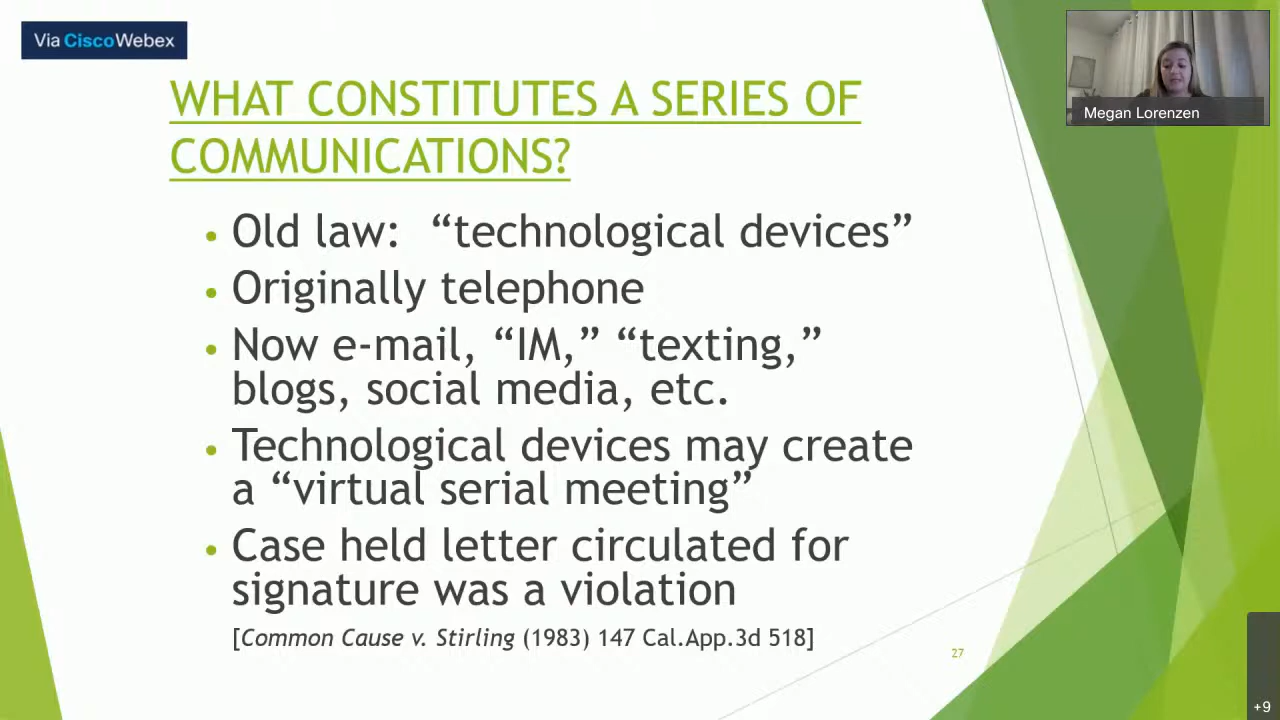 Via CiscoWebex
Megan Lorenzen
WHAT CONSTITUTES A SERIES OF
COMMUNICATIONS?
• Old law: “technological devices”
• Originally telephone
• Now e-mail, “IM,” “texting,”
blogs, social media, etc.
• Technological devices may create
a “virtual serial meeting”
• Case held letter circulated for
signature was a violation
[Common Cause v. Stirling (1983) 147 Cal.App.3d 518]
27
+9